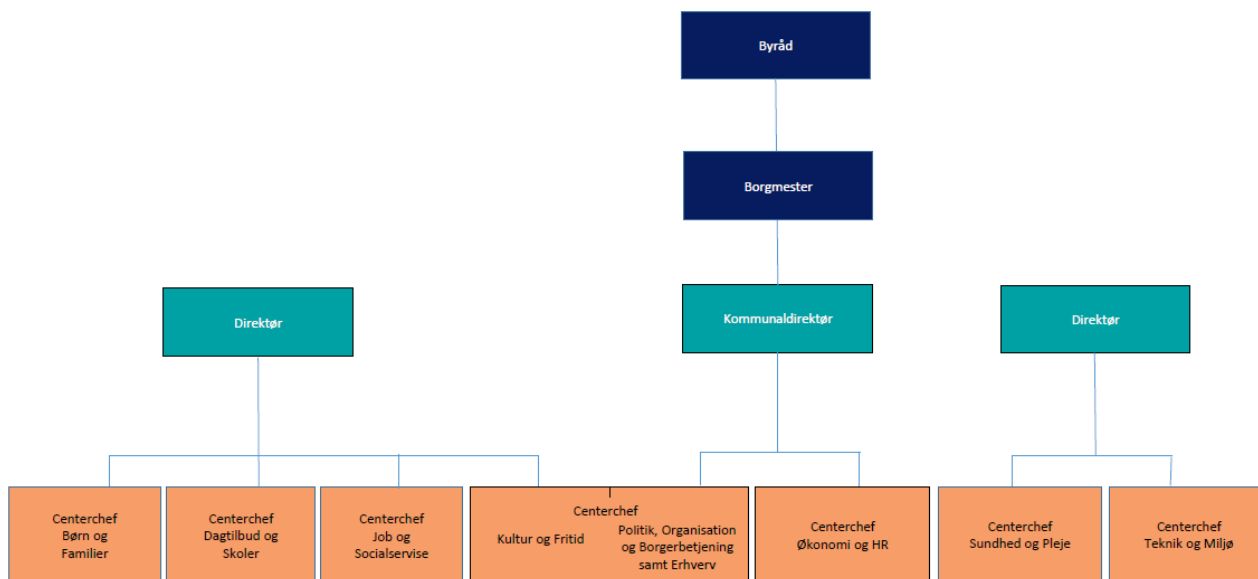 Byråd
Borgmester
Direktør
Kommunaldirektør
Direktør
Centerchef
Børn og
Familier
Centerchef
Dagtilbud og
Skoler
Centerchef
Job og
Socialservise
Centerchef
Kultur og Fritid
Politik, Organisation
og Borgerbetjening
samt Erhverv
Centerchef
Økonomi og HR
Centerchef
Sundhed og Pleje
Centerchef
Teknik og Miljø